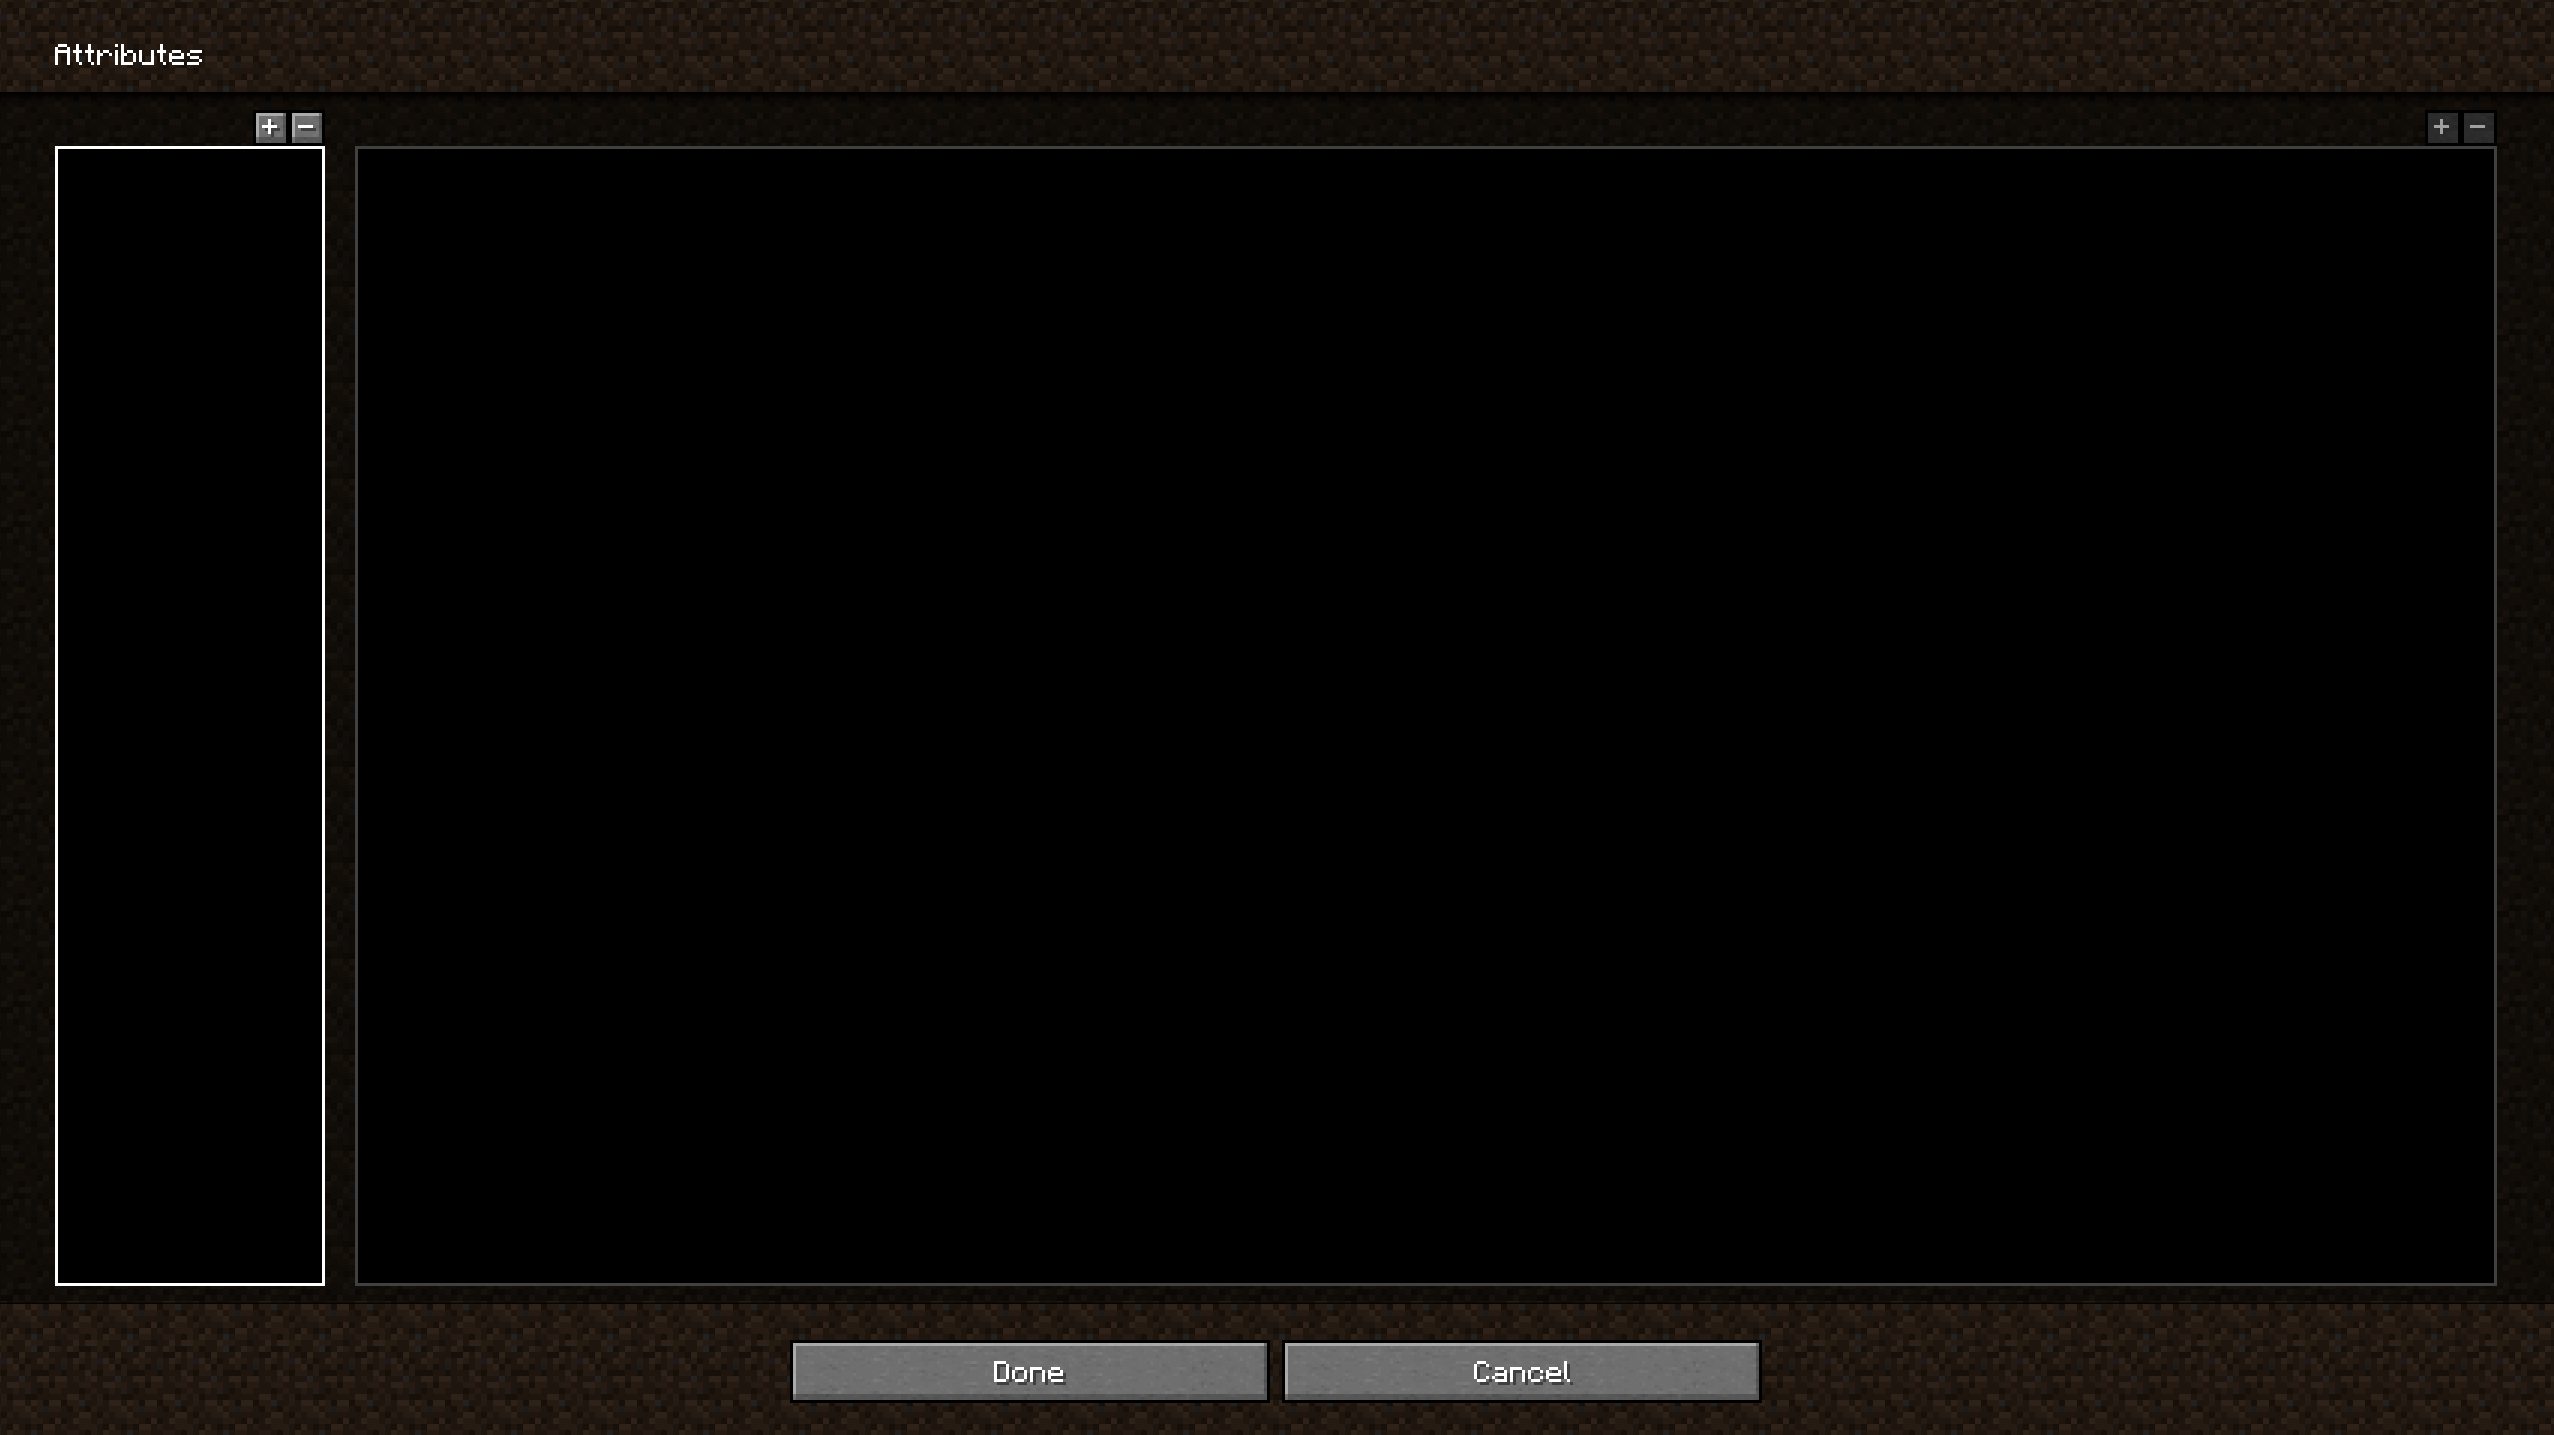 Attributes
+ − + −
Done Cancel